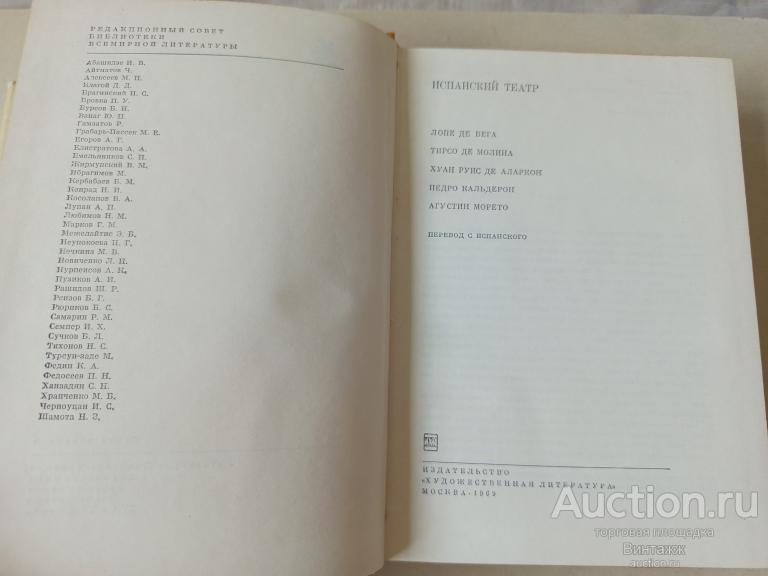 РЕДАКЦИОННЫЙ СОВЕТ
БИБЛИОТЕКИ
ВСЕМИРНОЙ ЛИТЕРАТУРЫ
Абашидзе И. В.
Айтматов Ч.
Алексеев М. П.
Благой Д. Д.
Брагинский И. С.
Бровка П. У.
Бурсов Б. И.
Ванаг Ю. П.
Гамзатов Р.
Грабарь-Пассек М. Е.
Егоров А. Г.
Елистратова А. А.
Емельяников С. П.
Жирмунский В. М.
Ибрагимов М.
Кербабаев Б. М.
Конрад Н. И.
Косолапов В. А.
Лупан А. П.
Любимов Н. М.
Марков Г. М.
Межелайтис Э. Б.
Неупокоева И. Г.
Нечкина М. В.
Новиченко Л. Н.
Нурпеисов А. К.
Пузиков А. И.
Рашидов Ш. Р.
Реизов Б. Г.
Рюриков Б. С.
Самарин Р. М.
Семпер И. Х.
Сучков Б. Л.
Тихонов Н. С.
Турсун-заде М.
Федин К. А.
Федосеев П. Н.
Ханзадян С. Н.
Храпченко М. Б.
Черноуцан И. С.
Шамота Н. З.
ИСПАНСКИЙ ТЕАТР
ЛОПЕ ДЕ ВЕГА
ТИРСО ДЕ МОЛИНА
ХУАН РУИС ДЕ АЛАРКОН
ПЕДРО КАЛЬДЕРОН
АГУСТИН МОРЕТО
ПЕРЕВОД С ИСПАНСКОГО
ИЗДАТЕЛЬСТВО
«ХУДОЖЕСТВЕННАЯ ЛИТЕРАТУРА»
МОСКВА · 1969
Auction.ru
торговая площадка
Винтажж
auction.ru